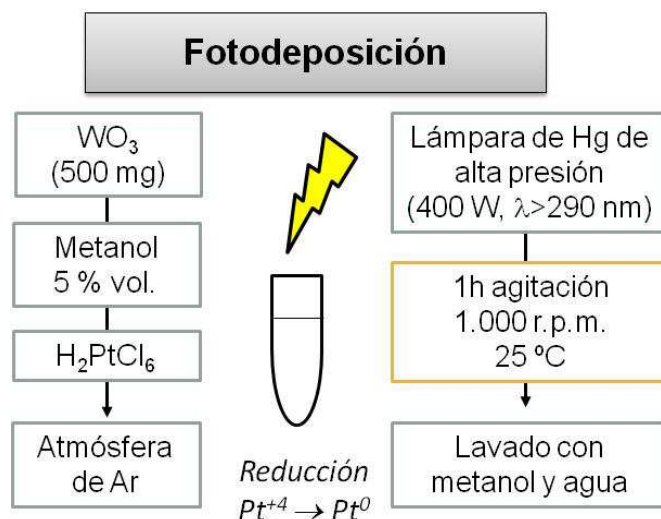 Fotodeposición
WO₃
(500 mg)
Metanol
5 % vol.
H₂PtCl₆
Atmósfera
de Ar
Reducción
Pt⁺⁴ → Pt⁰
Lámpara de Hg de
alta presión
(400 W, λ>290 nm)
1h agitación
1.000 r.p.m.
25 ºC
Lavado con
metanol y agua